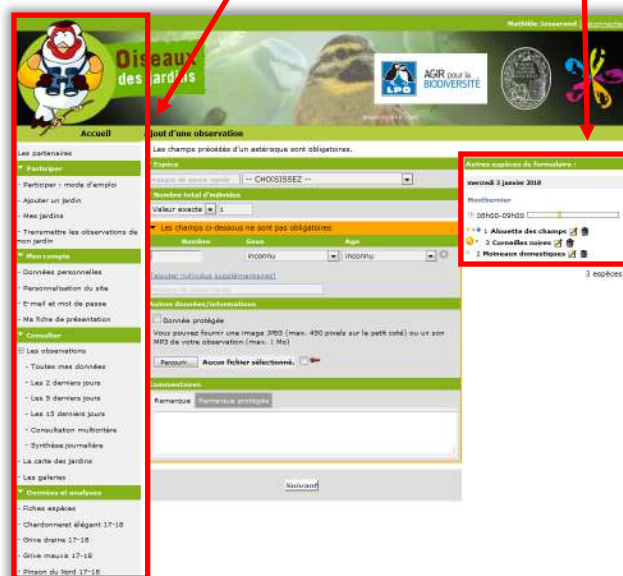 Mathilde Josserand
Oiseaux
des jardins
LPO
AGIR pour la
BIODIVERSITÉ
Accueil
Ajout d'une observation
Les champs précédés d'un astérisque sont obligatoires.
Les partenaires
Participer
- Participer : mode d'emploi
- Ajouter un jardin
- Mes jardins
- Transmettre les observations de
mon jardin
Mon compte
- Données personnelles
- Personnalisation du site
- E-mail et mot de passe
- Ma fiche de présentation
Consulter
Les observations
- Toutes mes données
- Les 2 derniers jours
- Les 5 derniers jours
- Les 15 derniers jours
- Consultation multicritère
- Synthèse journalière
- La carte des jardins
- Les galeries
Données et analyses
- Fiches espèces
- Chardonneret élégant 17-18
- Grive draine 17-18
- Grive mauvis 17-18
- Pinson du Nord 17-18
Espèce
-- CHOISISSEZ --
Nombre total d'individus
Valeur exacte 1
Les champs ci-dessous ne sont pas obligatoires
Nombre Sexe Age
inconnu inconnu
[ajouter individus supplémentaires]
Autres données/informations
Donnée protégée
Vous pouvez fournir une image JPEG (max. 450 pixels sur le petit coté) ou un son
MP3 de votre observation (max. 1 Mo)
Parcourir... Aucun fichier sélectionné.
Commentaires
Remarque Remarque protégée
Suivant
Autres espèces du formulaire :
mercredi 3 janvier 2018
Montbernier
08h00-09h00
1 Alouette des champs
3 Corneilles noires
2 Moineaux domestiques
3 espèces